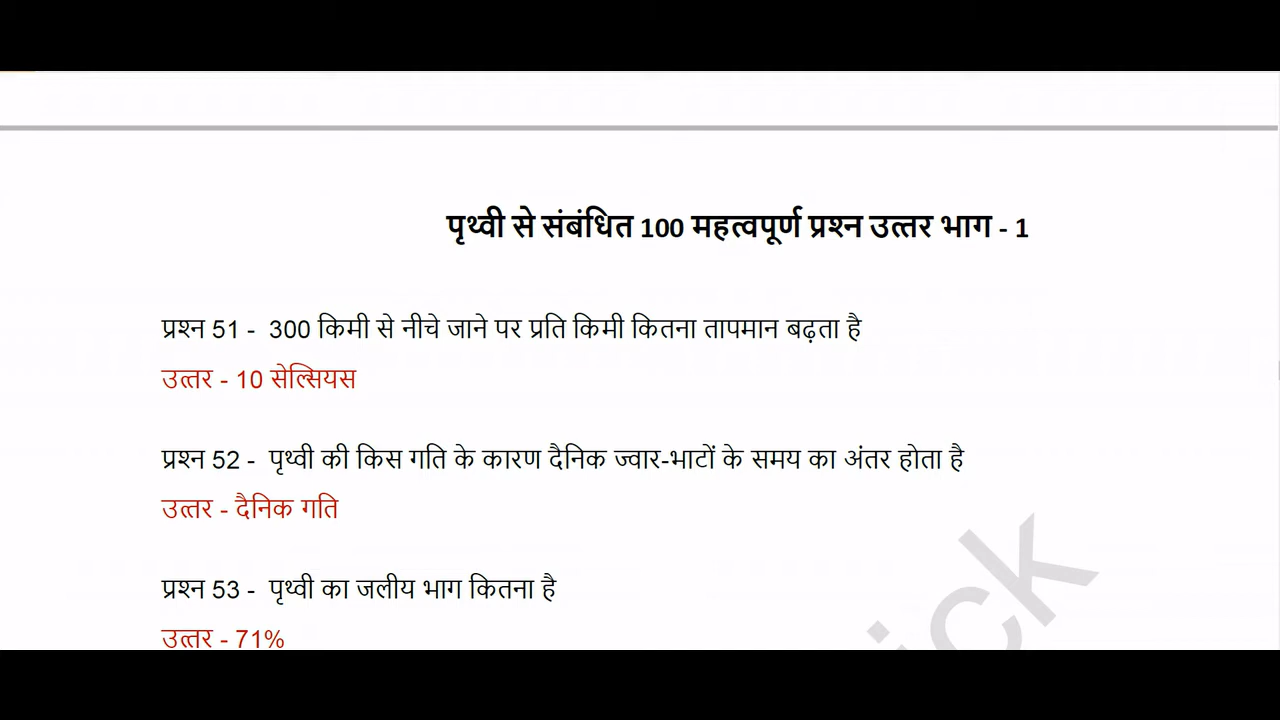 पृथ्वी से संबंधित 100 महत्वपूर्ण प्रश्न उत्तर भाग - 1
प्रश्न 51 - 300 किमी से नीचे जाने पर प्रति किमी कितना तापमान बढ़ता है
उत्तर - 10 सेल्सियस
प्रश्न 52 - पृथ्वी की किस गति के कारण दैनिक ज्वार-भाटों के समय का अंतर होता है
उत्तर - दैनिक गति
प्रश्न 53 - पृथ्वी का जलीय भाग कितना है
उत्तर - 71%